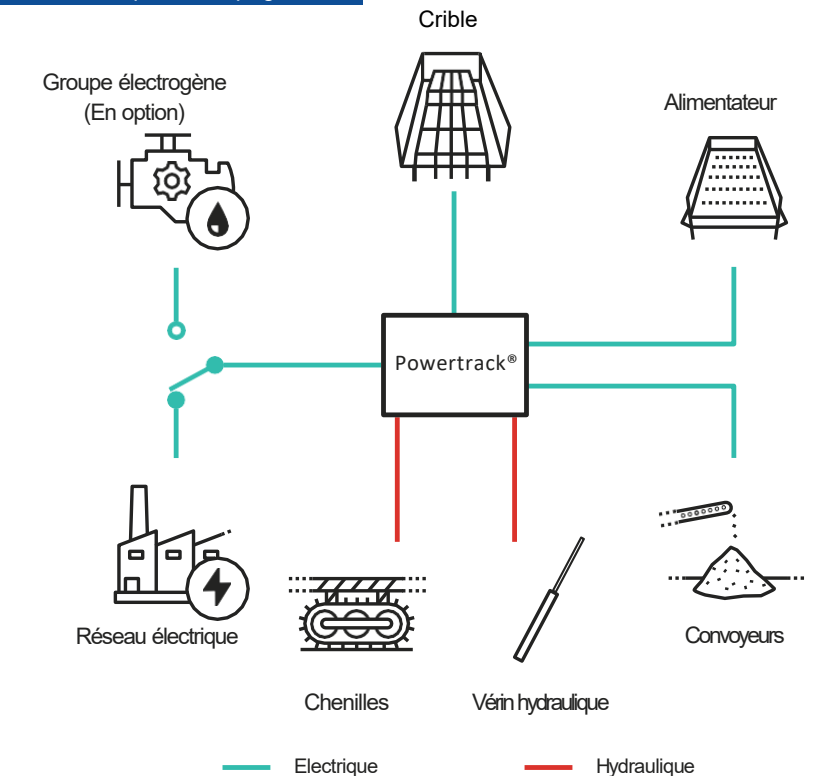 Crible
Groupe électrogène
(En option)
Alimentateur
Powertrack®
Réseau électrique
Convoyeurs
Chenilles
Vérin hydraulique
Electrique
Hydraulique